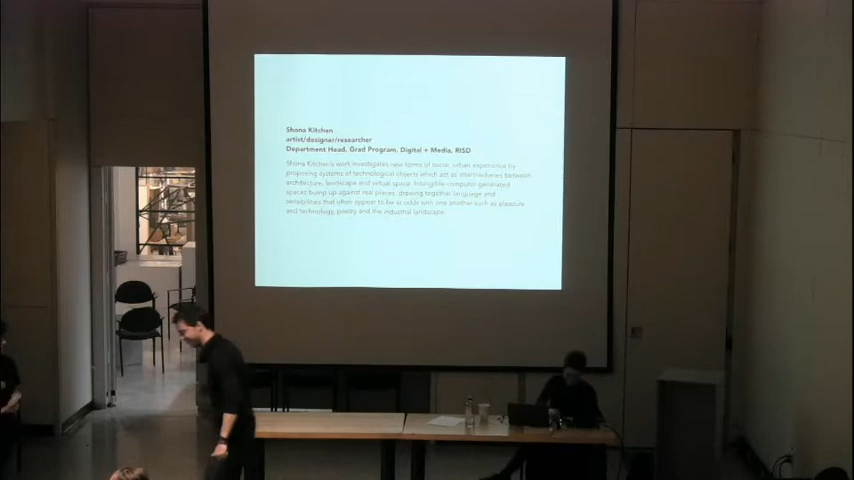 Shona Kitchen
artist/designer/researcher
Department Head, Grad Program, Digital + Media, RISD
Shona Kitchen's work investigates new forms of social, urban experience by
proposing systems of technological objects which act as intermediaries between
architecture, landscape and virtual space. Intangible computer-generated
spaces bump up against real places, drawing together language and
sensibilities that often appear to be at odds with one another such as pleasure
and technology, poetry and the industrial landscape.